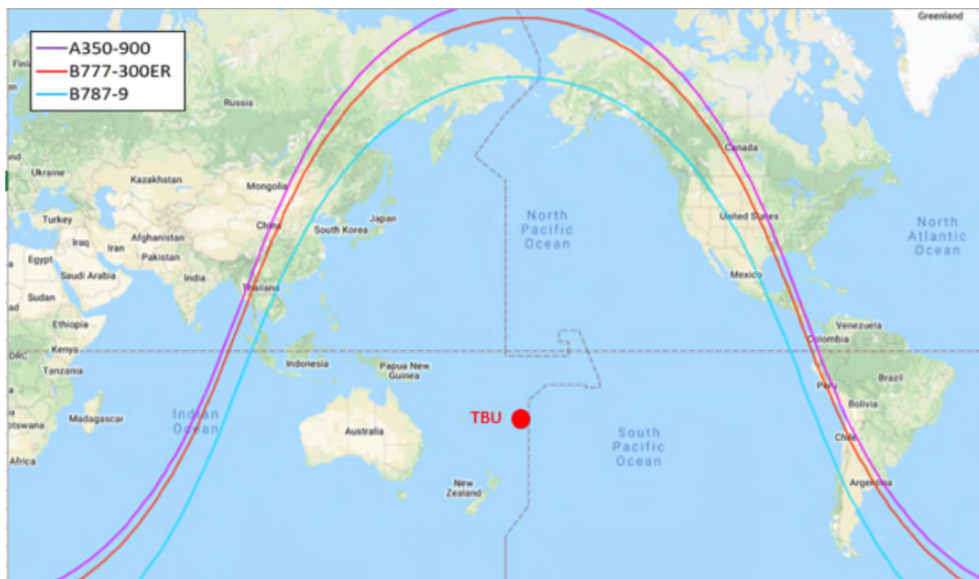 Greenland
A350-900
B777-300ER
B787-9
Russia
Canada
Ukraine
Kazakhstan
Mongolia
North
Pacific
Ocean
United States
North
Atlantic
Ocean
Turkey
China
Japan
South Korea
Iraq
Iran
Afghanistan
Pakistan
Egypt
Saudi Arabia
India
Mexico
Thailand
Sudan
Ethiopia
Venezuela
Colombia
DRC
Kenya
Tanzania
Indonesia
Papua New
Guinea
Peru
Brazil
Bolivia
Madagascar
Indian
Ocean
TBU
Australia
South
Pacific
Ocean
Chile
Africa
New
Zealand
Argentina